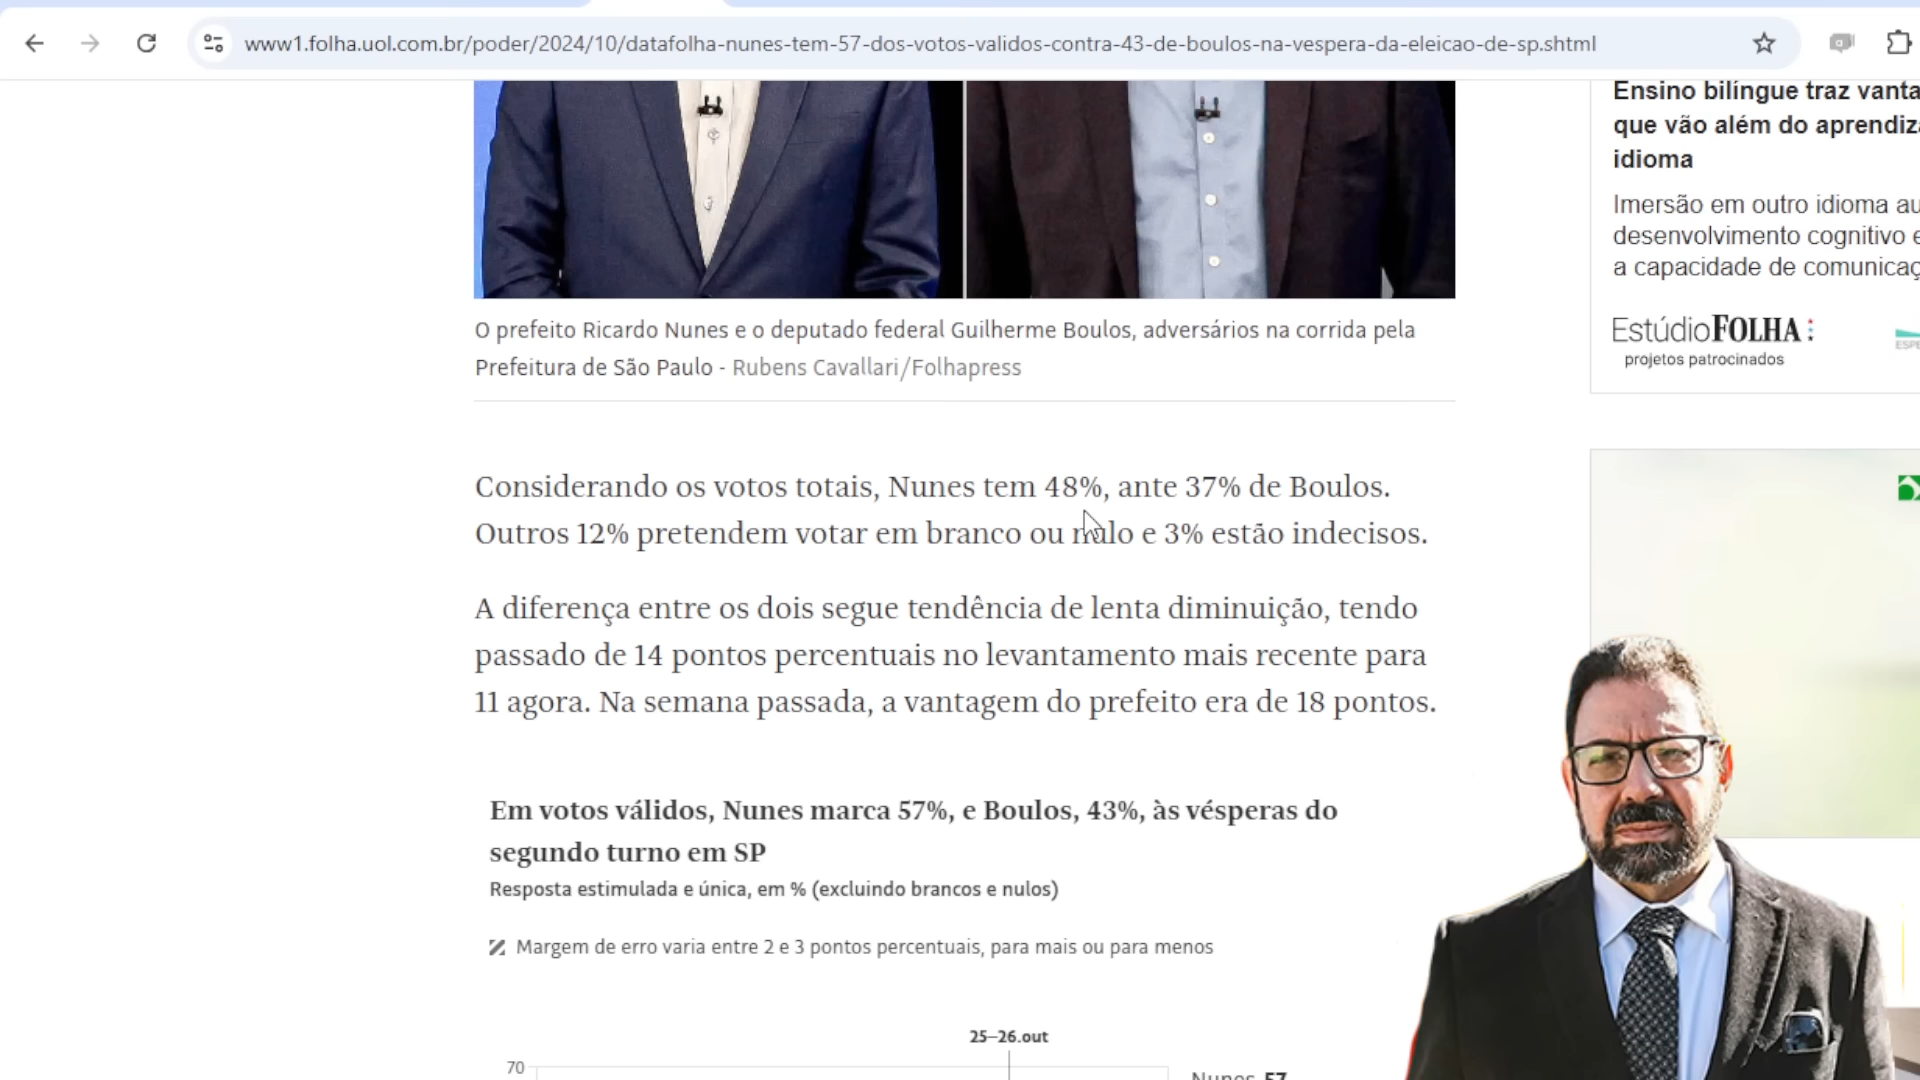 www1.folha.uol.com.br/poder/2024/10/datafolha-nunes-tem-57-dos-votos-validos-contra-43-de-boulos-na-vespera-da-eleicao-de-sp.shtml
O prefeito Ricardo Nunes e o deputado federal Guilherme Boulos, adversários na corrida pela
Prefeitura de São Paulo - Rubens Cavallari/Folhapress
Considerando os votos totais, Nunes tem 48%, ante 37% de Boulos.
Outros 12% pretendem votar em branco ou nulo e 3% estão indecisos.
A diferença entre os dois segue tendência de lenta diminuição, tendo
passado de 14 pontos percentuais no levantamento mais recente para
11 agora. Na semana passada, a vantagem do prefeito era de 18 pontos.
Em votos válidos, Nunes marca 57%, e Boulos, 43%, às vésperas do
segundo turno em SP
Resposta estimulada e única, em % (excluindo brancos e nulos)
Margem de erro varia entre 2 e 3 pontos percentuais, para mais ou para menos
25–26.out
70
Nunes 57
Ensino bilíngue traz vanta
que vão além do aprendiz
idioma
Imersão em outro idioma au
desenvolvimento cognitivo e
a capacidade de comunicaç
Estúdio FOLHA
projetos patrocinados
ESPE